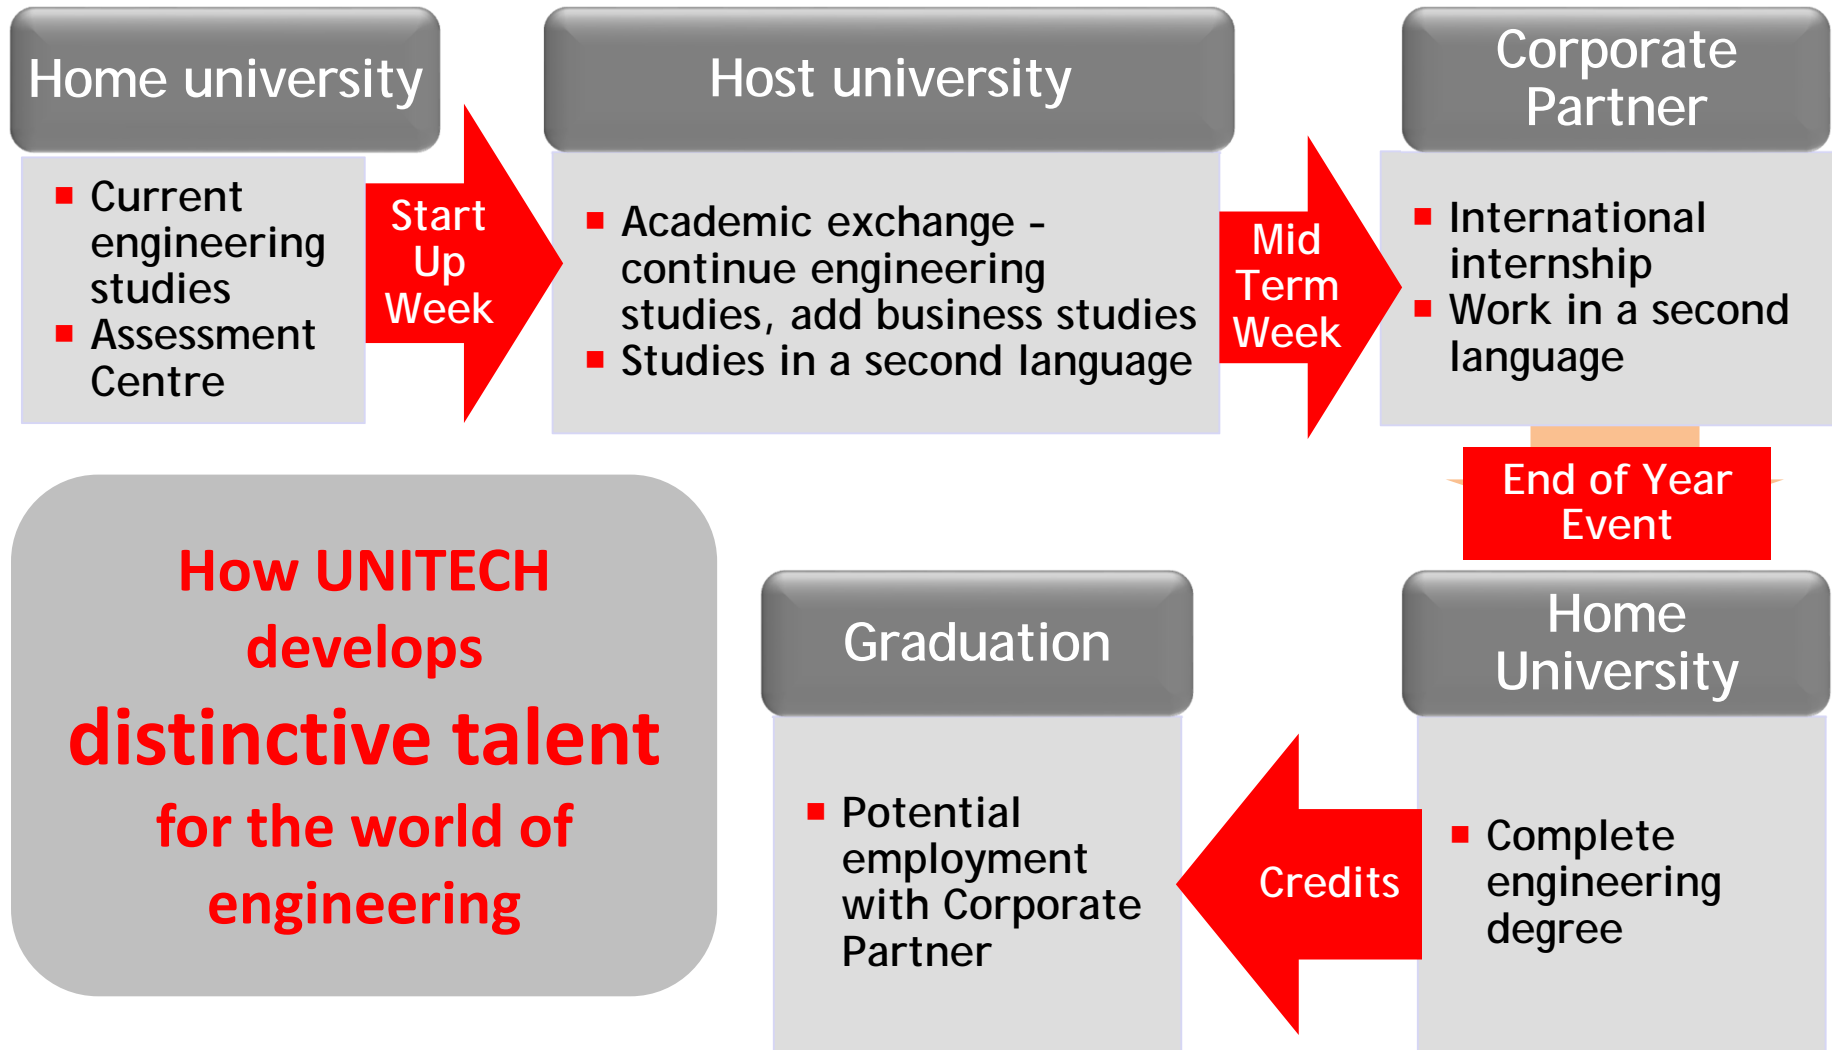 Home university
■ Current
engineering
studies
■ Assessment
Centre
Start
Up
Week
Host university
■ Academic exchange –
continue engineering
studies, add business studies
■ Studies in a second language
Mid
Term
Week
Corporate
Partner
■ International
internship
■ Work in a second
language
End of Year
Event
Home
University
■ Complete
engineering
degree
Credits
Graduation
■ Potential
employment
with Corporate
Partner
How UNITECH
develops
distinctive talent
for the world of
engineering